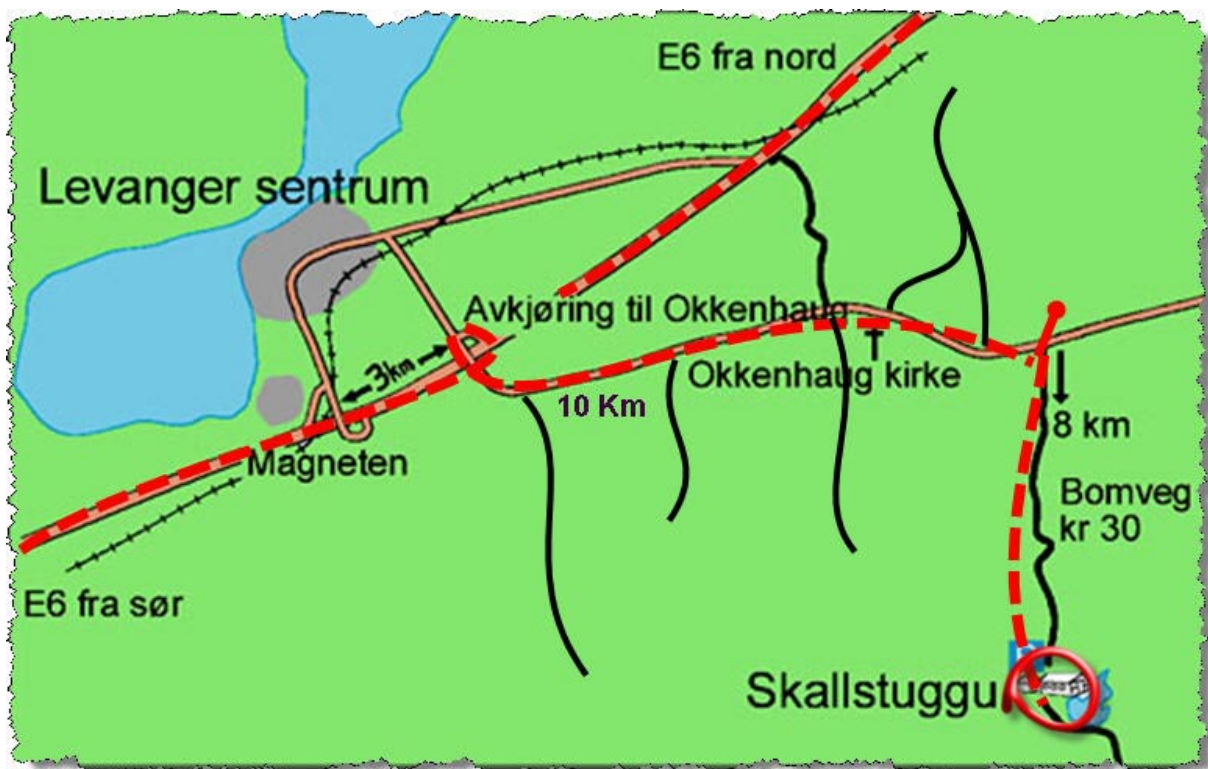 E6 fra nord
Levanger sentrum
Avkjøring til Okkenhaug
3km
Okkenhaug kirke
10 Km
8 km
Magneten
Bomveg
kr 30
E6 fra sør
Skallstuggu